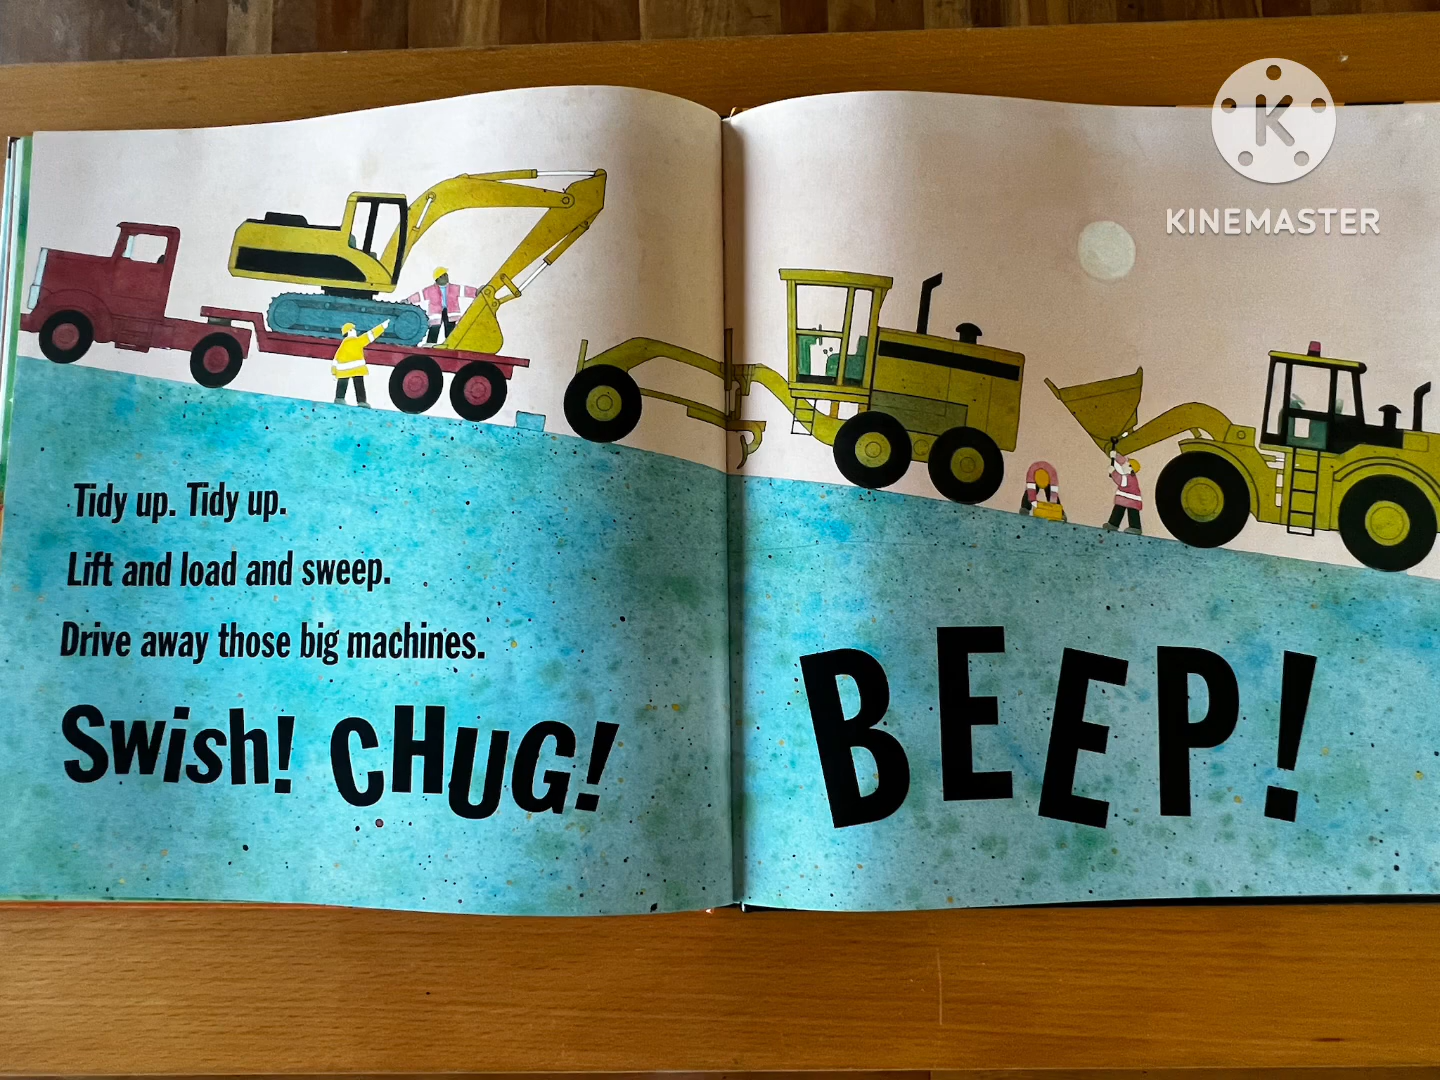 Tidy up. Tidy up.
Lift and load and sweep.
Drive away those big machines.
Swish! CHUG!
BEEP!
K
KINEMASTER